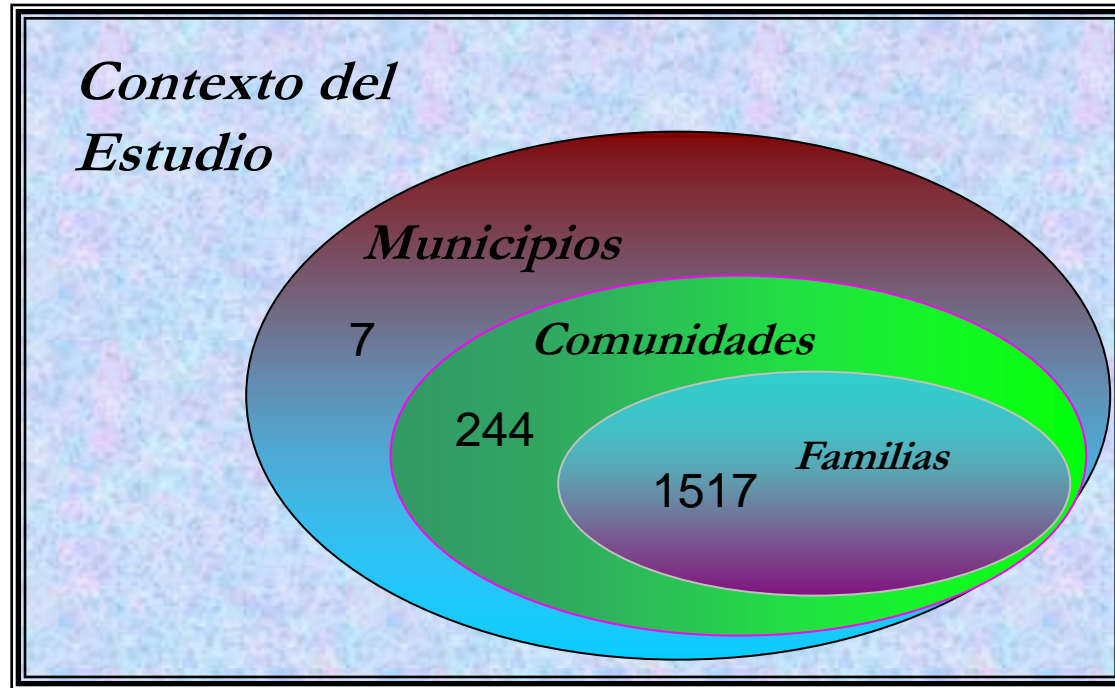 Contexto del
Estudio
Municipios
7
Comunidades
244
Familias
1517